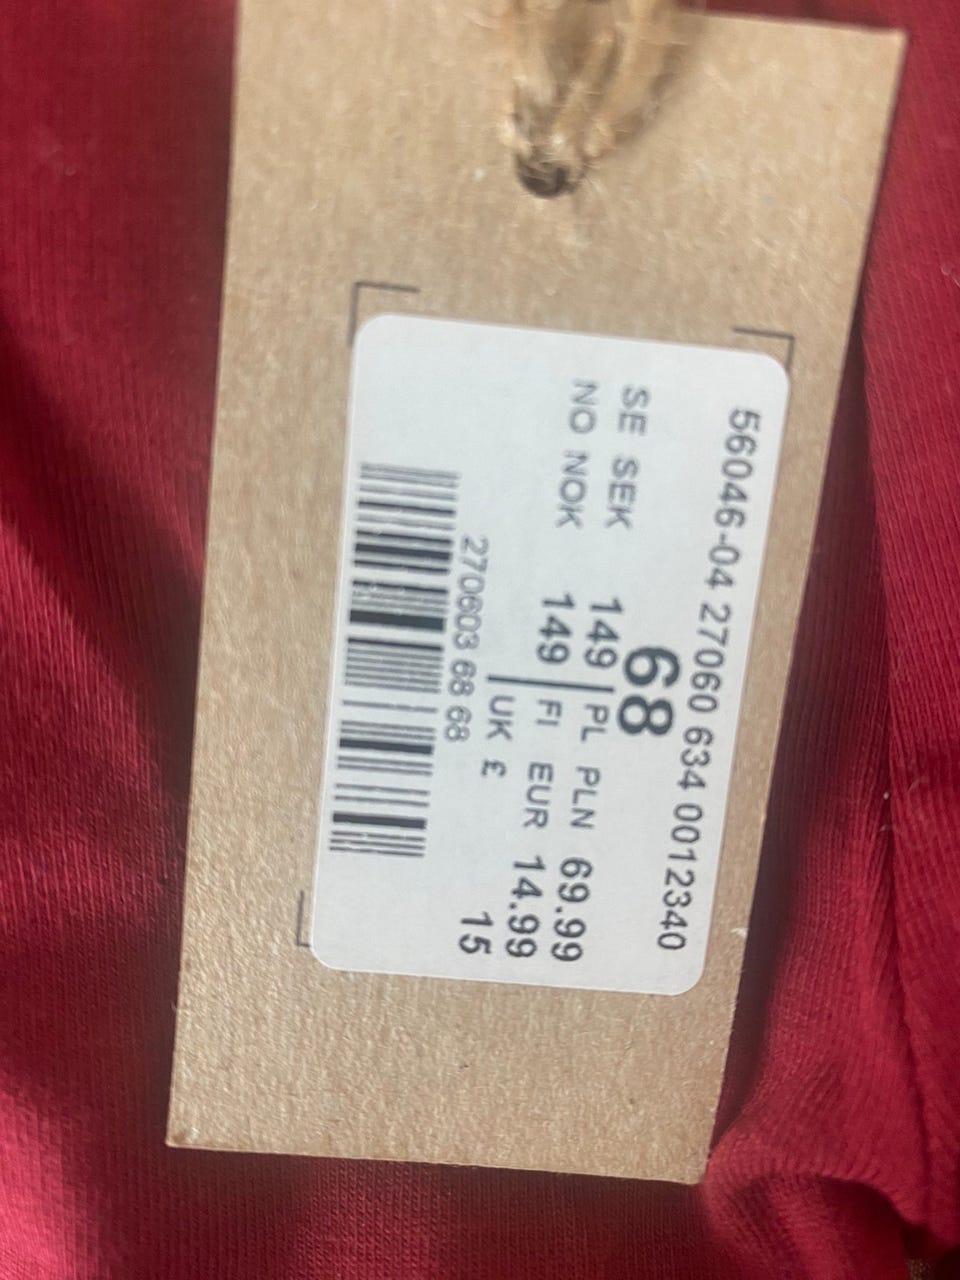 56046-04 27060 634 0012340
68
SE SEK 149 | PL PLN 69.99
NO NOK 149 | FI EUR 14.99
UK £ 15
270603 68 68